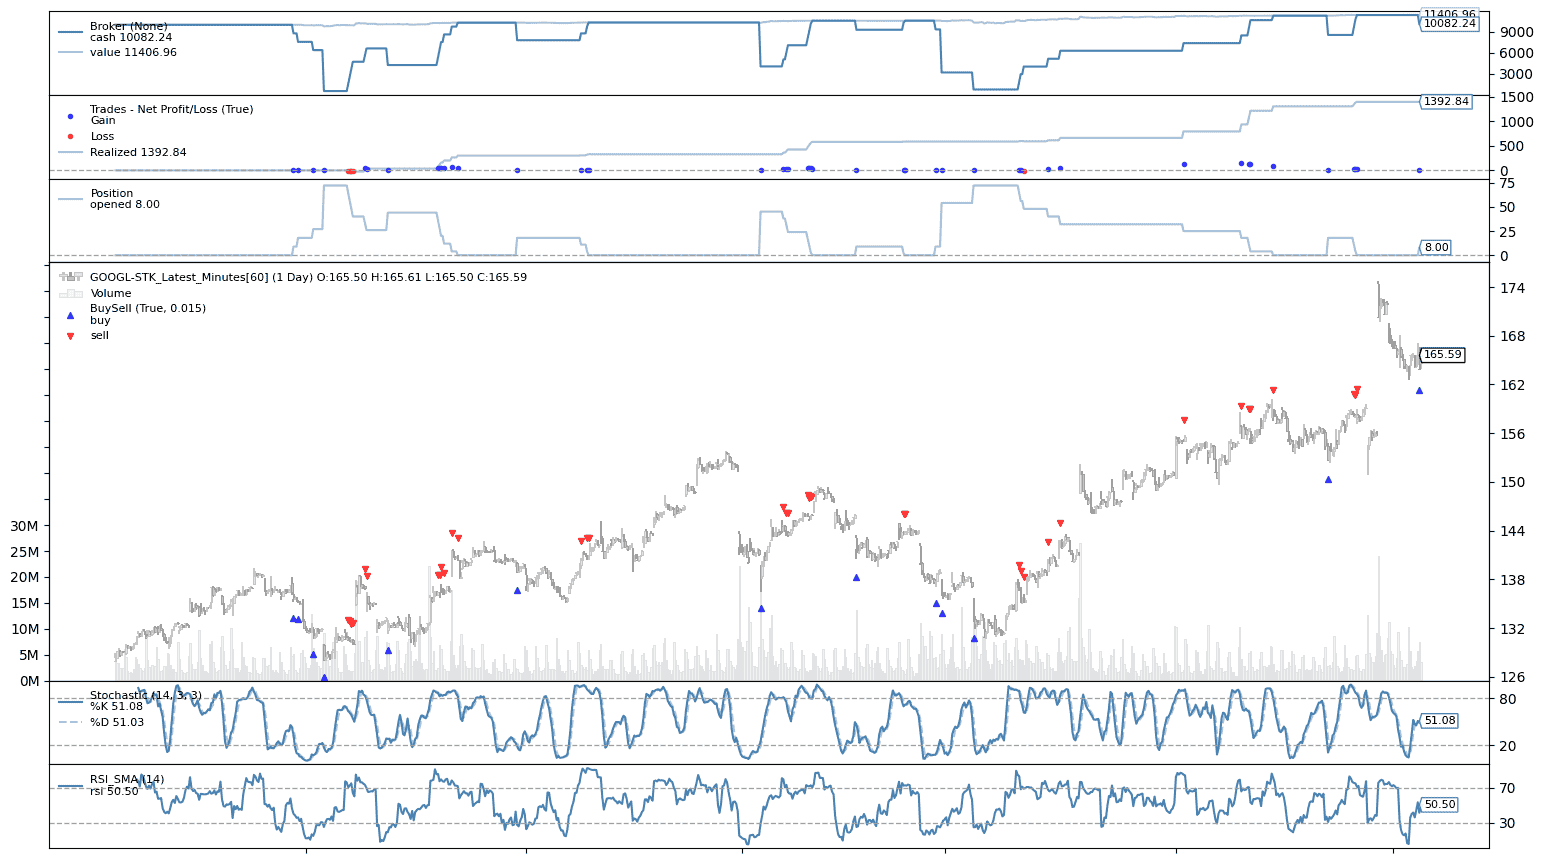 Broker (None)
cash 10082.24
value 11406.96
11406.96
10082.24
9000
6000
3000
Trades - Net Profit/Loss (True)
Gain
Loss
Realized 1392.84
1392.84
1500
1000
500
0
Position
opened 8.00
8.00
75
50
25
0
GOOGL-STK_Latest_Minutes[60] (1 Day) O:165.50 H:165.61 L:165.50 C:165.59
Volume
BuySell (True, 0.015)
buy
sell
165.59
174
168
162
156
150
144
138
132
126
30M
25M
20M
15M
10M
5M
0M
Stochastic (14, 3, 3)
%K 51.08
%D 51.03
51.08
80
20
RSI_SMA (14)
rsi 50.50
50.50
70
30